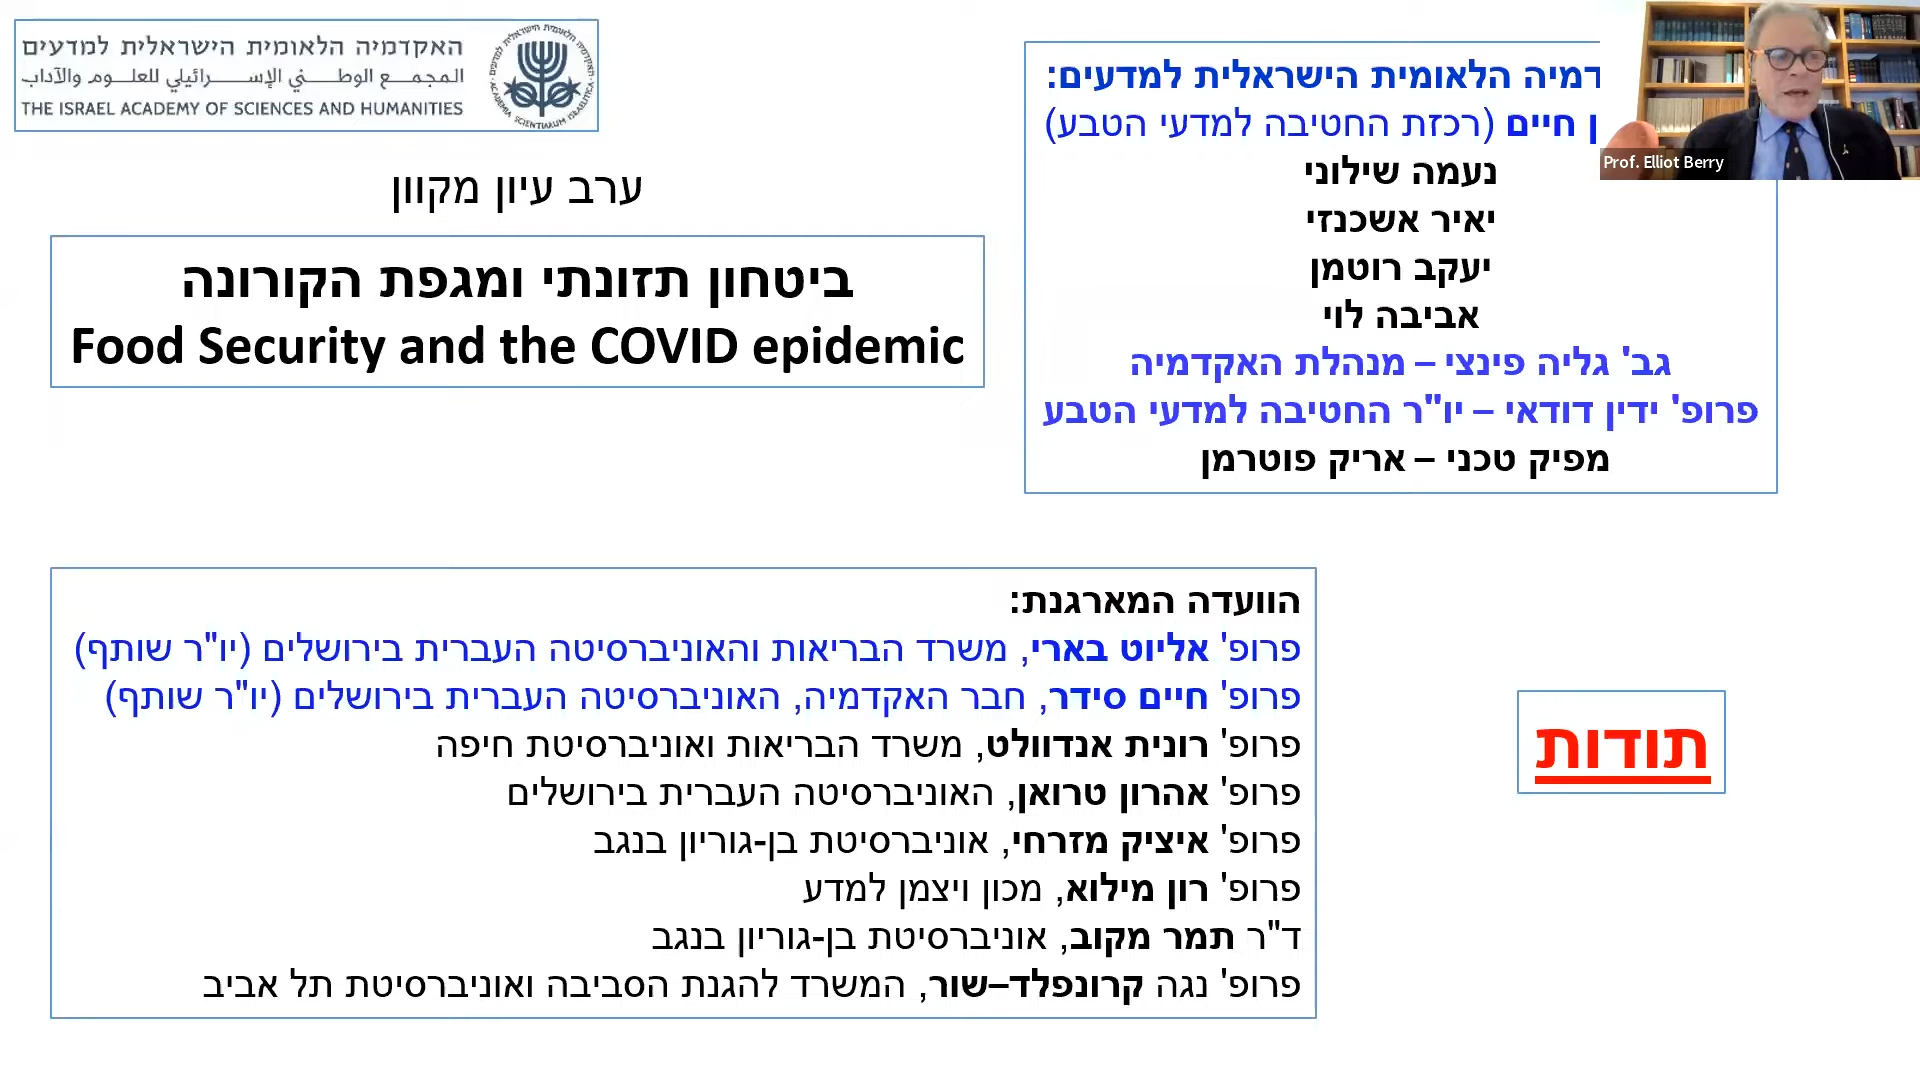 האקדמיה הלאומית הישראלית למדעים
المجمع الوطني الإسرائيلي للعلوم والآداب
THE ISRAEL ACADEMY OF SCIENCES AND HUMANITIES
ערב עיון מקוון
ביטחון תזונתי ומגפת הקורונה
Food Security and the COVID epidemic
הלאומית הישראלית למדעים:
חיים (רכזת החטיבה למדעי הטבע)
נעמה שילוני
יאיר אשכנזי
יעקב רוטמן
אביבה לוי
גב' גליה פינצי – מנהלת האקדמיה
פרופ' ידין דודאי – יו"ר החטיבה למדעי הטבע
מפיק טכני – אריק פוטרמן
Prof. Elliot Berry
הוועדה המארגנת:
פרופ' אליוט בארי, משרד הבריאות והאוניברסיטה העברית בירושלים (יו"ר שותף)
פרופ' חיים סידר, חבר האקדמיה, האוניברסיטה העברית בירושלים (יו"ר שותף)
פרופ' רונית אנדוולט, משרד הבריאות ואוניברסיטת חיפה
פרופ' אהרון טרואן, האוניברסיטה העברית בירושלים
פרופ' איציק מזרחי, אוניברסיטת בן-גוריון בנגב
פרופ' רון מילוא, מכון ויצמן למדע
ד"ר תמר מקוב, אוניברסיטת בן-גוריון בנגב
פרופ' נגה קרונפלד–שור, המשרד להגנת הסביבה ואוניברסיטת תל אביב
תודות